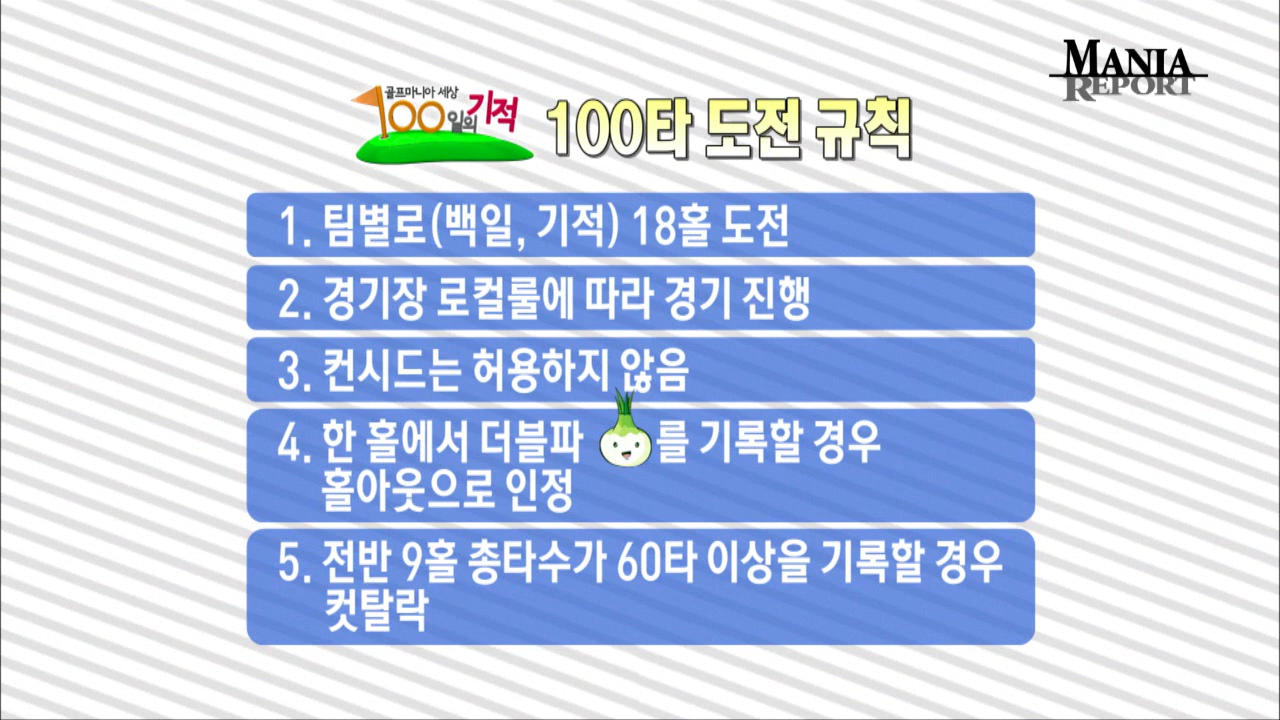 MANIA
REPORT
골프마니아 세상
100일의 기적
100타 도전 규칙
1. 팀별로(백일, 기적) 18홀 도전
2. 경기장 로컬룰에 따라 경기 진행
3. 컨시드는 허용하지 않음
4. 한 홀에서 더블파 를 기록할 경우
홀아웃으로 인정
5. 전반 9홀 총타수가 60타 이상을 기록할 경우
컷탈락